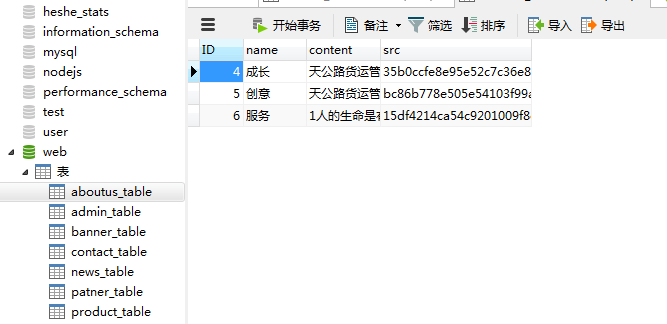 heshe_stats
information_schema
mysql
nodejs
performance_schema
test
user
web
表
aboutus_table
admin_table
banner_table
contact_table
news_table
patner_table
product_table
开始事务 备注 筛选 排序 导入 导出
ID name content src
4 成长 天公路货运管 35b0ccfe8e95e52c7c36e8
5 创意 天公路货运管 bc86b778e505e54103f99a
6 服务 1人的生命是有 15df4214ca54c9201009f8